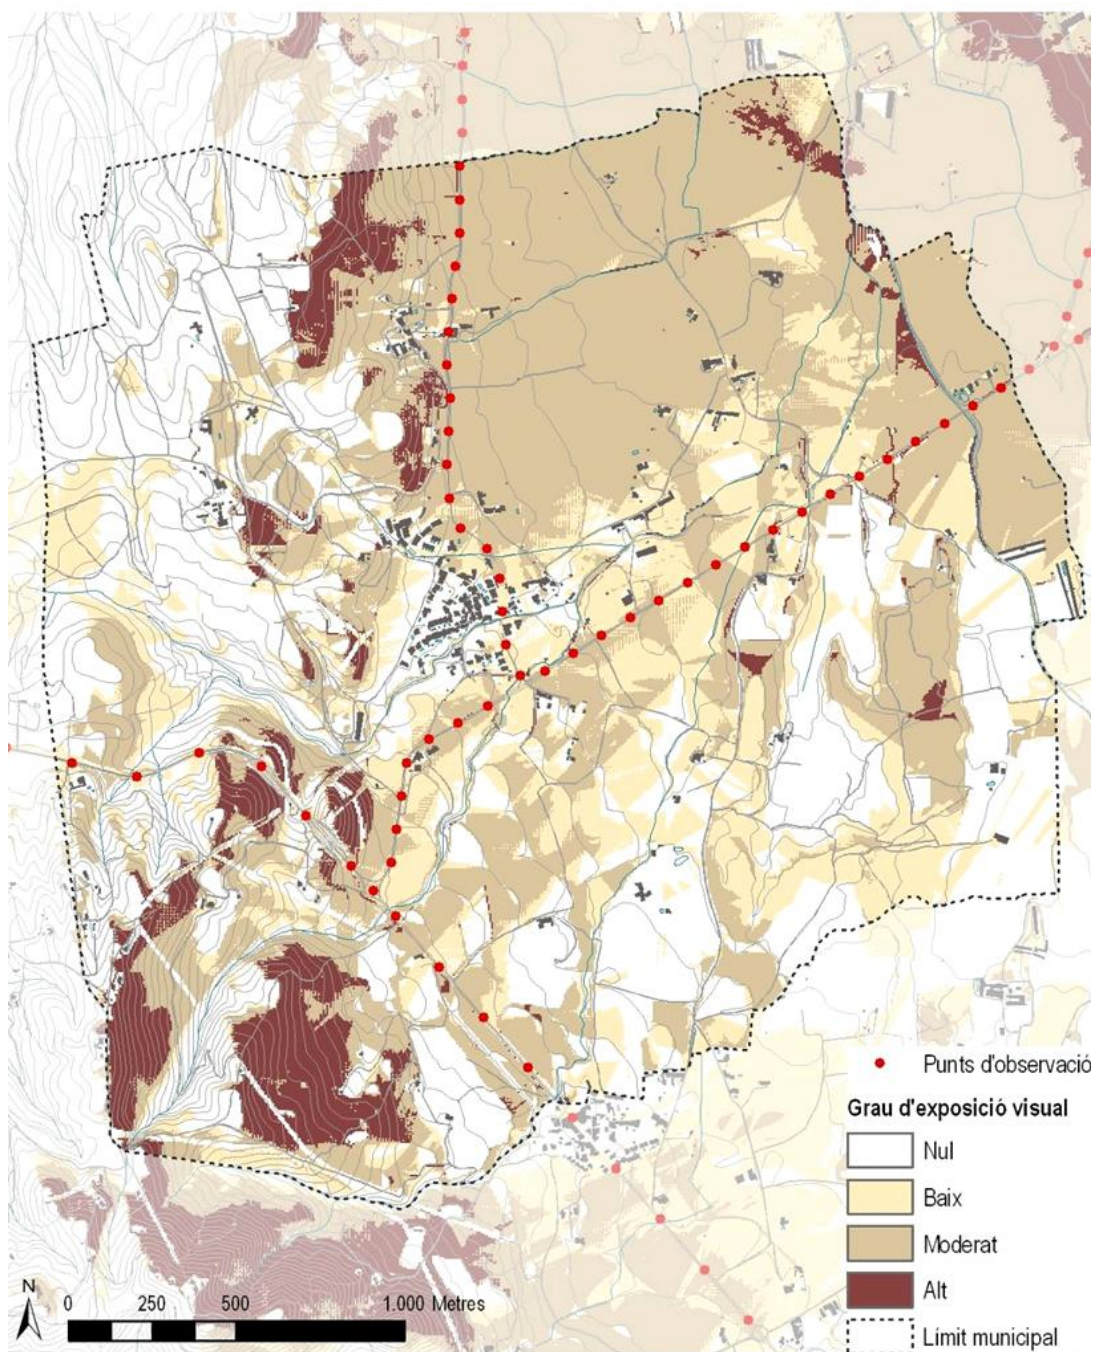 Punts d'observació
Grau d'exposició visual
Nul
Baix
Moderat
Alt
Límit municipal
N
0 250 500 1.000 Metres